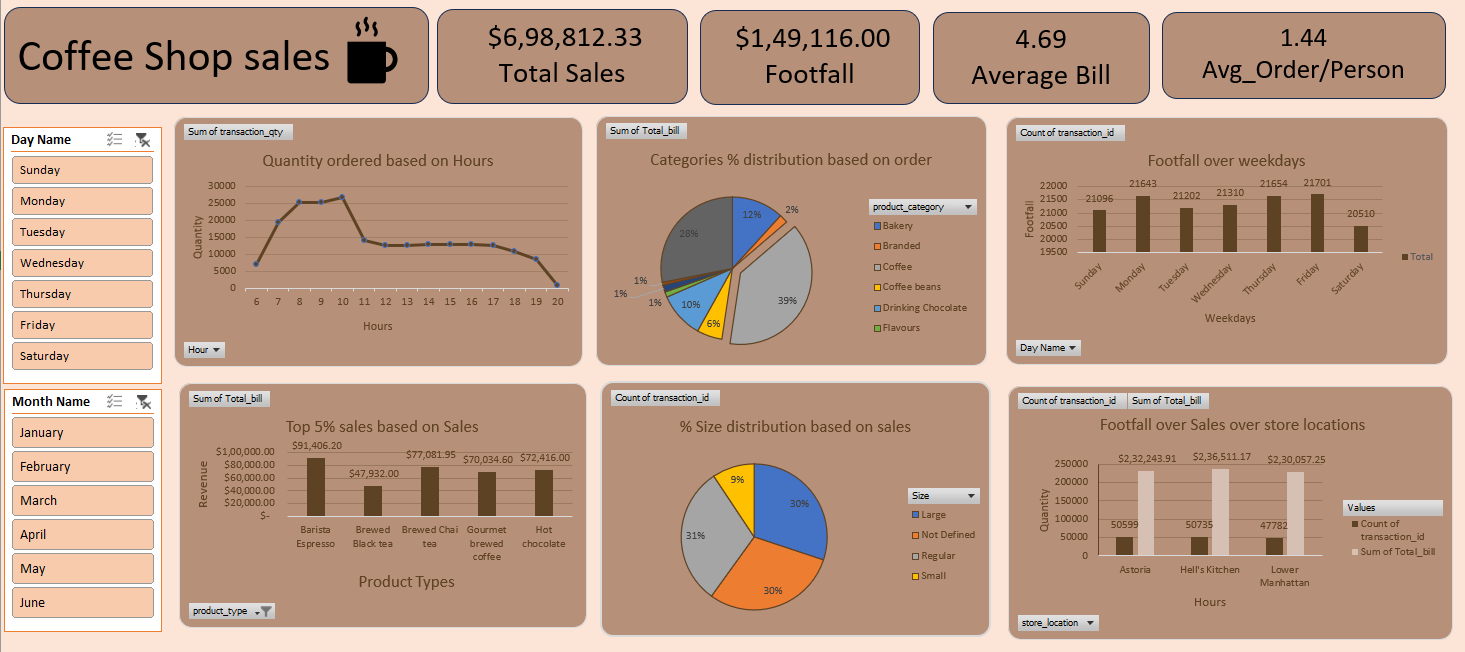 Coffee Shop sales
$6,98,812.33
Total Sales
$1,49,116.00
Footfall
4.69
Average Bill
1.44
Avg_Order/Person
Day Name
Sunday
Monday
Tuesday
Wednesday
Thursday
Friday
Saturday
Month Name
January
February
March
April
May
June
Sum of transaction_qty
Quantity ordered based on Hours
Quantity
30000
25000
20000
15000
10000
5000
0
6 7 8 9 10 11 12 13 14 15 16 17 18 19 20
Hours
Hour
Sum of Total_bill
Categories % distribution based on order
12%
2%
39%
6%
10%
1%
1%
1%
28%
product_category
Bakery
Branded
Coffee
Coffee beans
Drinking Chocolate
Flavours
Count of transaction_id
Footfall over weekdays
Footfall
22000
21500
21000
20500
20000
19500
21096 21643 21202 21310 21654 21701 20510
Sunday Monday Tuesday Wednesday Thursday Friday Saturday
Weekdays
Total
Day Name
Sum of Total_bill
Top 5% sales based on Sales
Revenue
$1,00,000.00
$80,000.00
$60,000.00
$40,000.00
$20,000.00
$-
$91,406.20 $47,932.00 $77,081.95 $70,034.60 $72,416.00
Barista Espresso
Brewed Black tea
Brewed Chai tea
Gourmet brewed coffee
Hot chocolate
Product Types
product_type
Count of transaction_id
% Size distribution based on sales
30%
30%
31%
9%
Size
Large
Not Defined
Regular
Small
Count of transaction_id Sum of Total_bill
Footfall over Sales over store locations
Quantity
250000
200000
150000
100000
50000
0
$2,32,243.91 $2,36,511.17 $2,30,057.25
50599 50735 47782
Astoria
Hell's Kitchen
Lower Manhattan
Hours
Values
Count of transaction_id
Sum of Total_bill
store_location